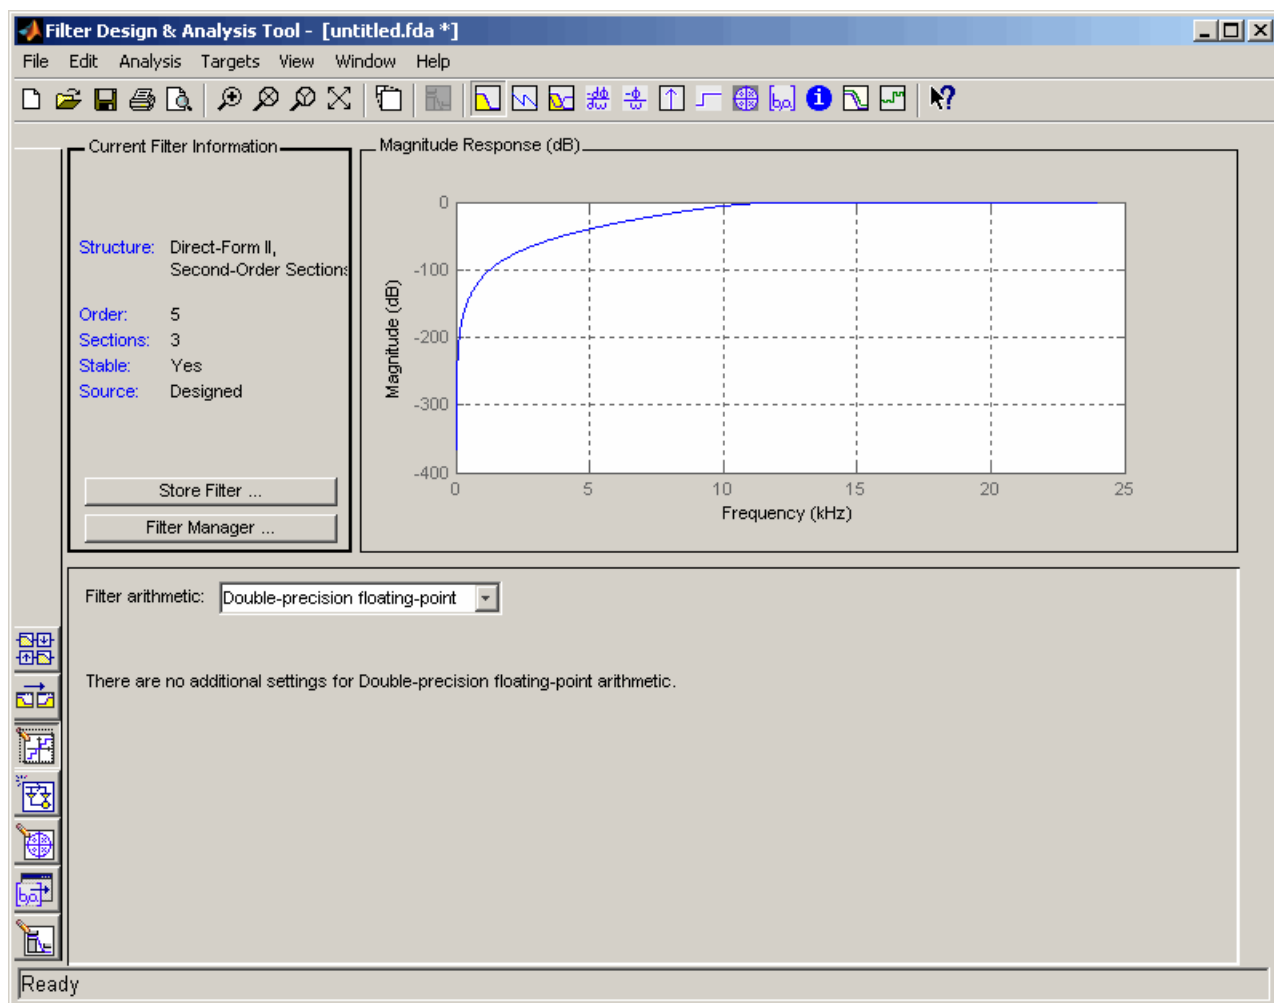 Filter Design & Analysis Tool - [untitled.fda *]
File Edit Analysis Targets View Window Help
Current Filter Information
Structure: Direct-Form II,
Second-Order Sections
Order: 5
Sections: 3
Stable: Yes
Source: Designed
Store Filter ...
Filter Manager ...
Magnitude Response (dB)
0
-100
-200
-300
-400
Magnitude (dB)
0 5 10 15 20 25
Frequency (kHz)
Filter arithmetic: Double-precision floating-point
There are no additional settings for Double-precision floating-point arithmetic.
Ready